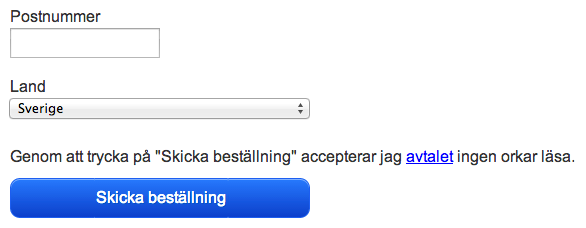 Postnummer
Land
Sverige
Genom att trycka på "Skicka beställning" accepterar jag avtalet ingen orkar läsa.
Skicka beställning